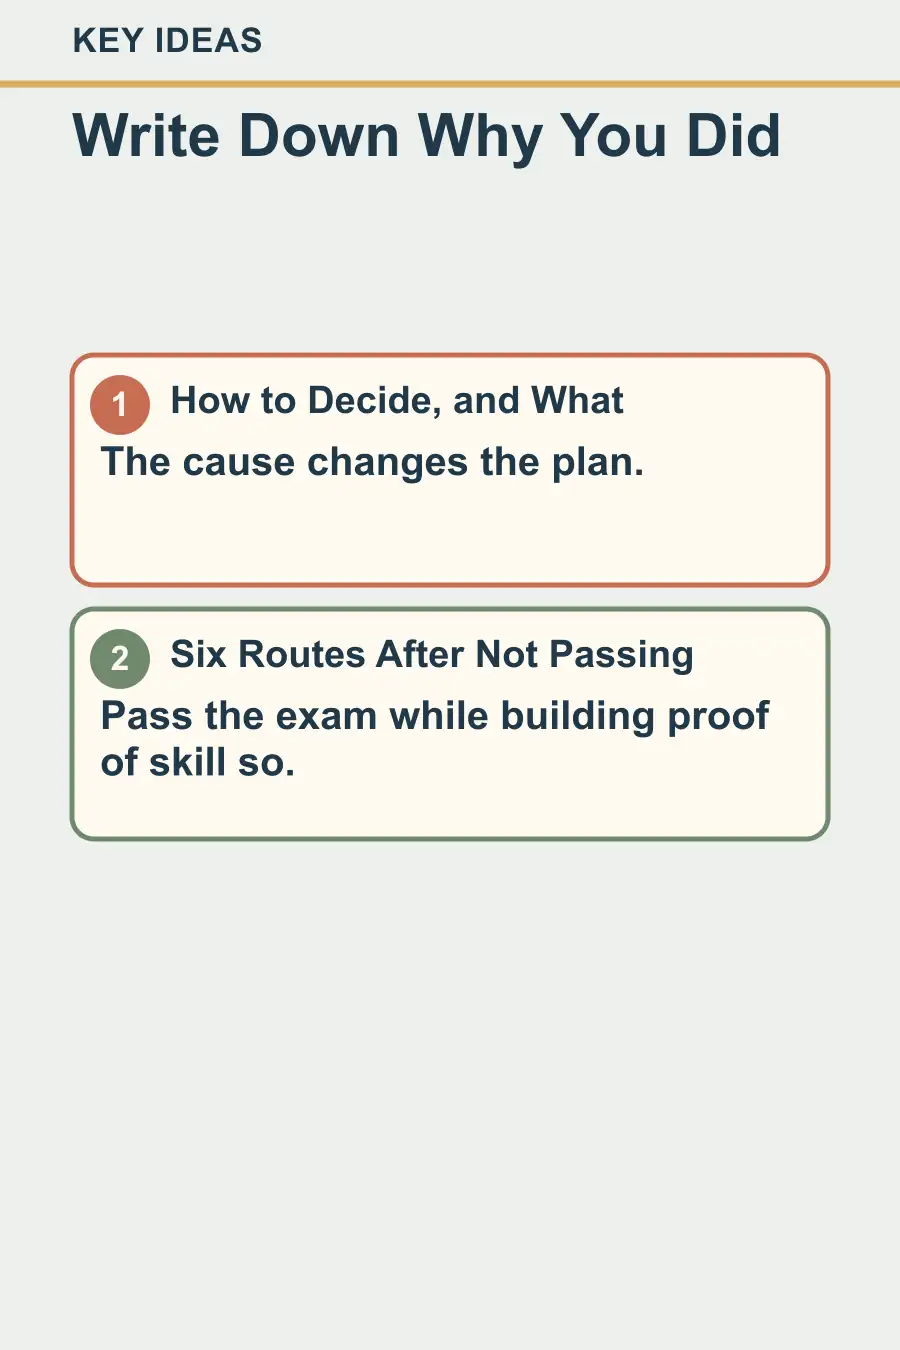 KEY IDEAS
Write Down Why You Did
1 How to Decide, and What
The cause changes the plan.
2 Six Routes After Not Passing
Pass the exam while building proof
of skill so.